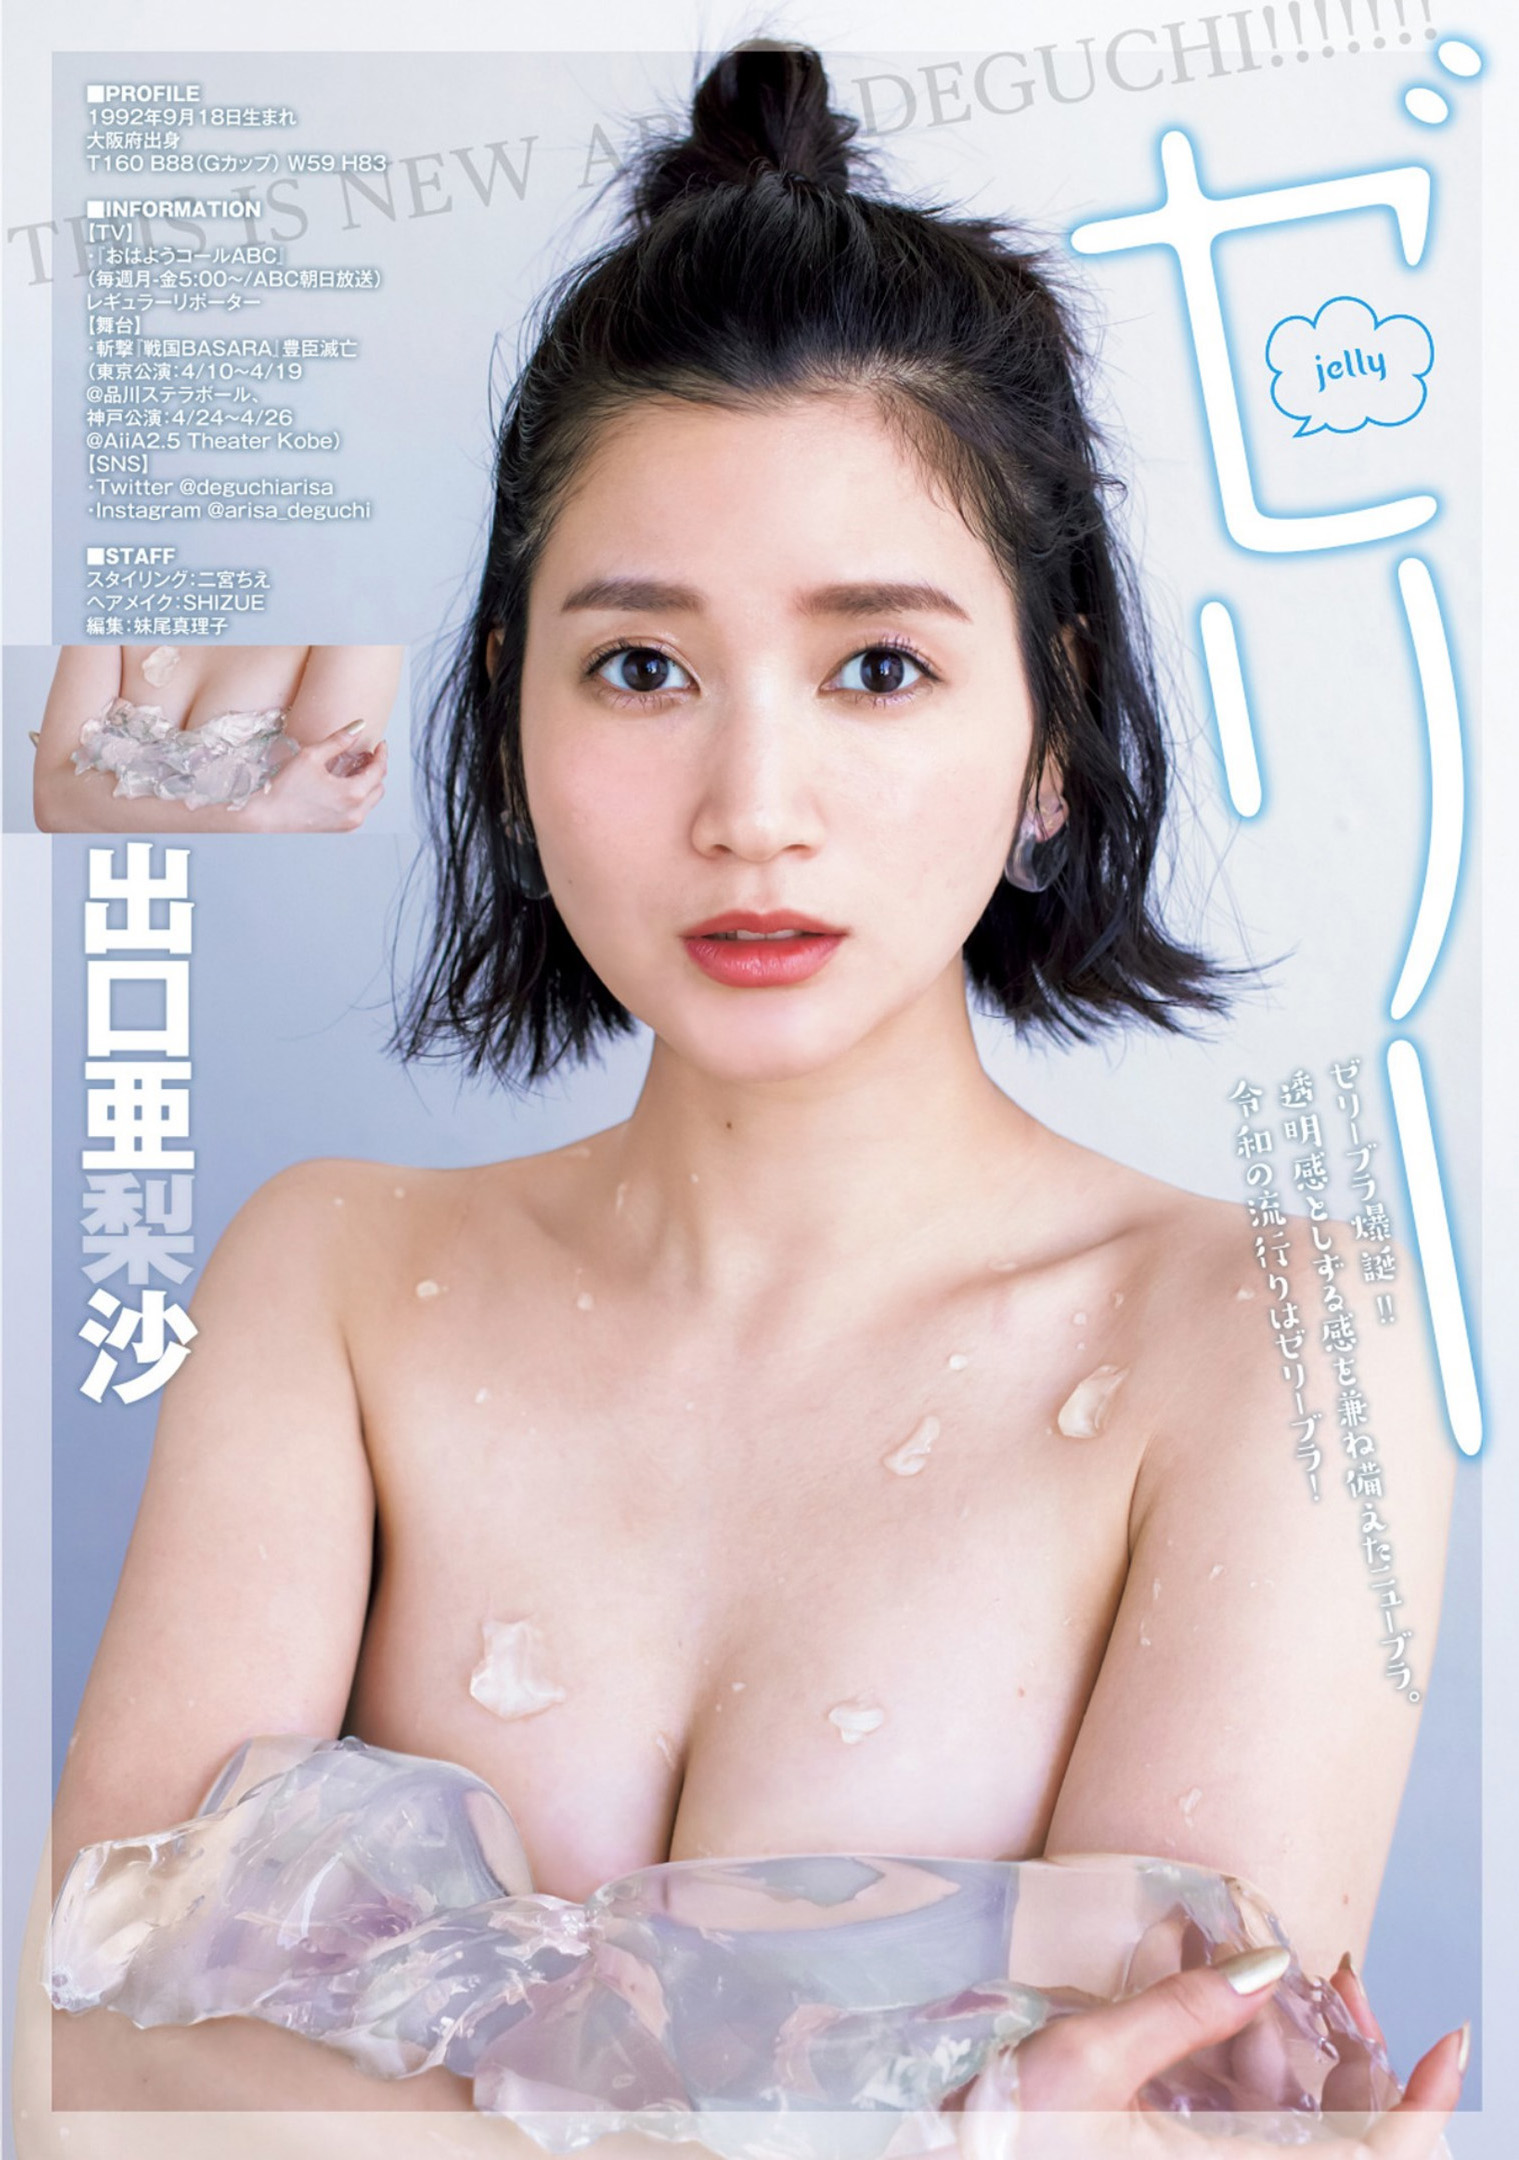 THIS IS NEW DEGUCHI!!!!!!!
■PROFILE
1992年9月18日生まれ
大阪府出身
T160 B88(Gカップ) W59 H83
■INFORMATION
【TV】
・『おはようコールABC』
(毎週月-金5:00〜/ABC朝日放送)
レギュラーリポーター
【舞台】
・斬撃『戦国BASARA』豊臣滅亡
(東京公演:4/10〜4/19
@品川ステラボール、
神戸公演:4/24〜4/26
@AiiA2.5 Theater Kobe)
【SNS】
・Twitter @deguchiarisa
・Instagram @arisa_deguchi
■STAFF
スタイリング:二宮ちえ
ヘアメイク:SHIZUE
編集:妹尾真理子
ゼリー
jelly
ゼリーブラ爆誕!!
透明感としずる感を兼ね備えたニューブラ。
令和の流行りはゼリーブラ!
出口亜梨沙